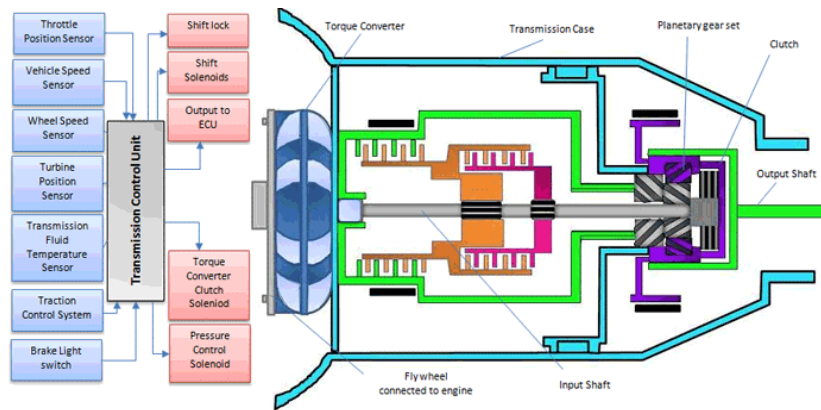 Throttle
Position Sensor
Vehicle Speed
Sensor
Wheel Speed
Sensor
Turbine
Position Sensor
Transmission
Fluid
Temperature
Sensor
Traction
Control System
Brake Light
switch
Transmission Control Unit
Shift lock
Shift
Solenoids
Output to
ECU
Torque
Converter
Clutch
Soleniod
Pressure
Control
Solenoid
Torque Converter
Transmission Case
Planetary gear set
Clutch
Output Shaft
Fly wheel
connected to engine
Input Shaft